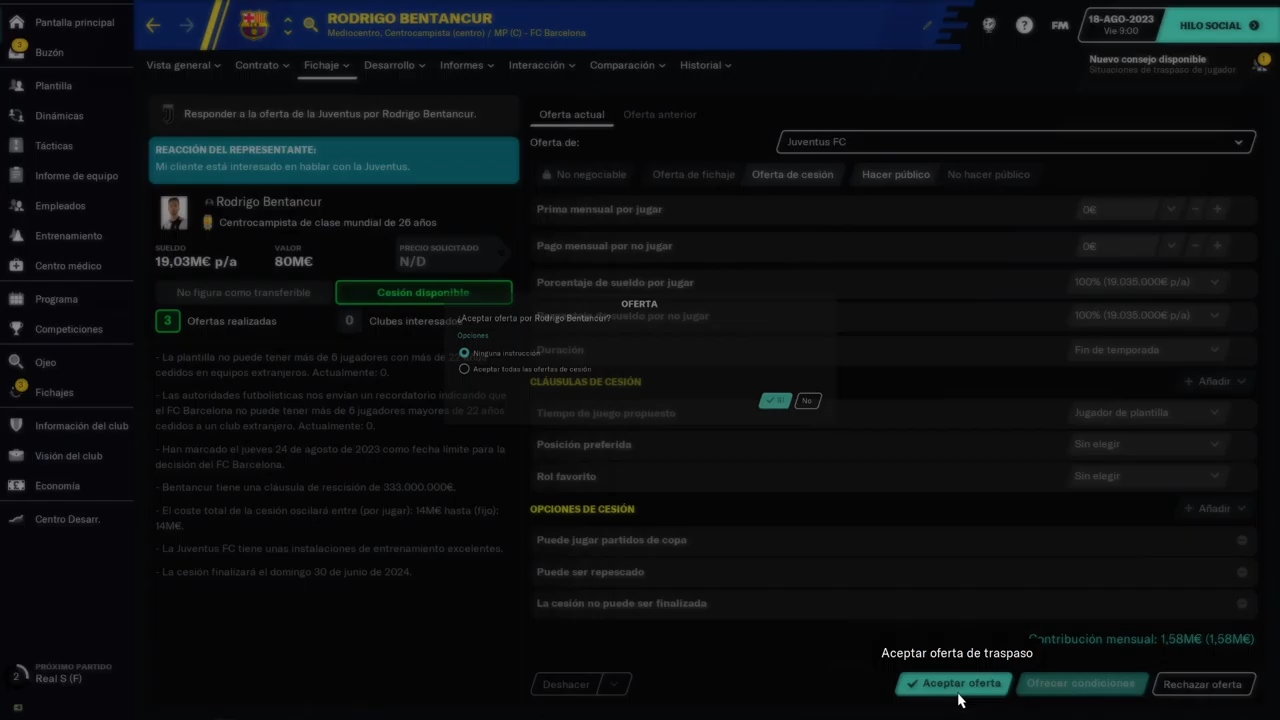 Pantalla principal
3
Buzón
Plantilla
Dinámicas
Tácticas
Informe de equipo
Empleados
Entrenamiento
Centro médico
Programa
Competiciones
Ojeo
3
Fichajes
Información del club
Visión del club
Economía
Centro Desarr.
2
PRÓXIMO PARTIDO
Real S (F)
RODRIGO BENTANCUR
Mediocentro, Centrocampista (centro) / MP (C) - FC Barcelona
FM
18-AGO-2023
Vie 9:00
HILO SOCIAL
Vista general
Contrato
Fichaje
Desarrollo
Informes
Interacción
Comparación
Historial
Nuevo consejo disponible
Situaciones de traspaso de jugador
Responder a la oferta de la Juventus por Rodrigo Bentancur.
REACCIÓN DEL REPRESENTANTE:
Mi cliente está interesado en hablar con la Juventus.
Rodrigo Bentancur
Centrocampista de clase mundial de 26 años
SUELDO
19,03M€ p/a
VALOR
80M€
PRECIO SOLICITADO
N/D
No figura como transferible
Cesión disponible
3
Ofertas realizadas
0
Clubes interesados
- La plantilla no puede tener más de 6 jugadores con más de 22
cedidos en equipos extranjeros. Actualmente: 0.
- Las autoridades futbolísticas nos envían un recordatorio indicando que
el FC Barcelona no puede tener más de 6 jugadores mayores de 22 años
cedidos a un club extranjero. Actualmente: 0.
- Han marcado el jueves 24 de agosto de 2023 como fecha límite para la
decisión del FC Barcelona.
- Bentancur tiene una cláusula de rescisión de 333.000.000€.
- El coste total de la cesión oscilará entre (por jugar): 14M€ hasta (fijo):
14M€.
- La Juventus FC tiene unas instalaciones de entrenamiento excelentes.
- La cesión finalizará el domingo 30 de junio de 2024.
Oferta actual
Oferta anterior
Oferta de:
Juventus FC
No negociable
Oferta de fichaje
Oferta de cesión
Hacer público
No hacer público
Prima mensual por jugar
0€
Pago mensual por no jugar
0€
Porcentaje de sueldo por jugar
100% (19.035.000€ p/a)
sueldo por no jugar
100% (19.035.000€ p/a)
Duración
Fin de temporada
CLÁUSULAS DE CESIÓN
Añadir
Tiempo de juego propuesto
Jugador de plantilla
Posición preferida
Sin elegir
Rol favorito
Sin elegir
OPCIONES DE CESIÓN
Añadir
Puede jugar partidos de copa
Puede ser repescado
La cesión no puede ser finalizada
Contribución mensual: 1,58M€ (1,58M€)
OFERTA
¿Aceptar oferta por Rodrigo Bentancur?
Opciones
Ninguna instrucción
Aceptar todas las ofertas de cesión
Sí
No
Aceptar oferta de traspaso
Deshacer
Aceptar oferta
Ofrecer condiciones
Rechazar oferta